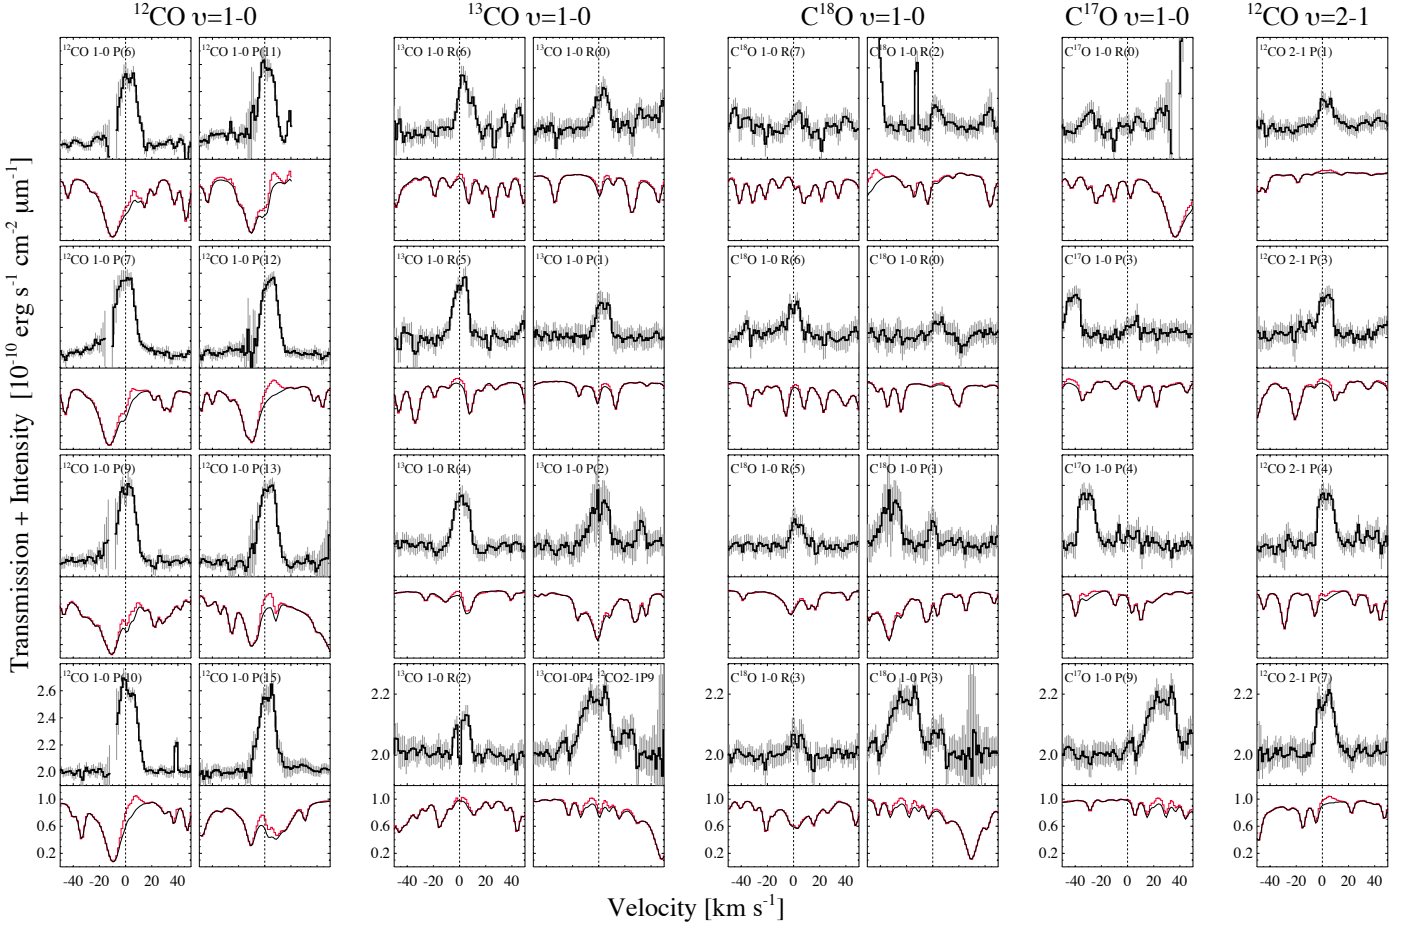 ¹²CO υ=1-0 ¹³CO υ=1-0 C¹⁸O υ=1-0 C¹⁷O υ=1-0 ¹²CO υ=2-1
¹²CO 1-0 P(6) ¹²CO 1-0 P(11) ¹³CO 1-0 R(6) ¹³CO 1-0 R(0) C¹⁸O 1-0 R(7) C¹⁸O 1-0 R(2) C¹⁷O 1-0 R(0) ¹²CO 2-1 P(1)
¹²CO 1-0 P(7) ¹²CO 1-0 P(12) ¹³CO 1-0 R(5) ¹³CO 1-0 P(1) C¹⁸O 1-0 R(6) C¹⁸O 1-0 R(0) C¹⁷O 1-0 P(3) ¹²CO 2-1 P(3)
¹²CO 1-0 P(9) ¹²CO 1-0 P(13) ¹³CO 1-0 R(4) ¹³CO 1-0 P(2) C¹⁸O 1-0 R(5) C¹⁸O 1-0 P(1) C¹⁷O 1-0 P(4) ¹²CO 2-1 P(4)
¹²CO 1-0 P(10) ¹²CO 1-0 P(15) ¹³CO 1-0 R(2) ¹³CO1-0P4 ¹²CO2-1P9 C¹⁸O 1-0 R(3) C¹⁸O 1-0 P(3) C¹⁷O 1-0 P(9) ¹²CO 2-1 P(7)
2.6 2.2 2.2 2.2 2.2
2.4
2.2
2.0 2.0 2.0 2.0 2.0
1.0 1.0 1.0 1.0 1.0
0.6 0.6 0.6 0.6 0.6
0.2 0.2 0.2 0.2 0.2
-40 -20 0 20 40 -40 -20 0 20 40 -40 -20 0 20 40 -40 -20 0 20 40 -40 -20 0 20 40
Velocity [km s⁻¹]
Transmission + Intensity [10⁻¹⁰ erg s⁻¹ cm⁻² μm⁻¹]